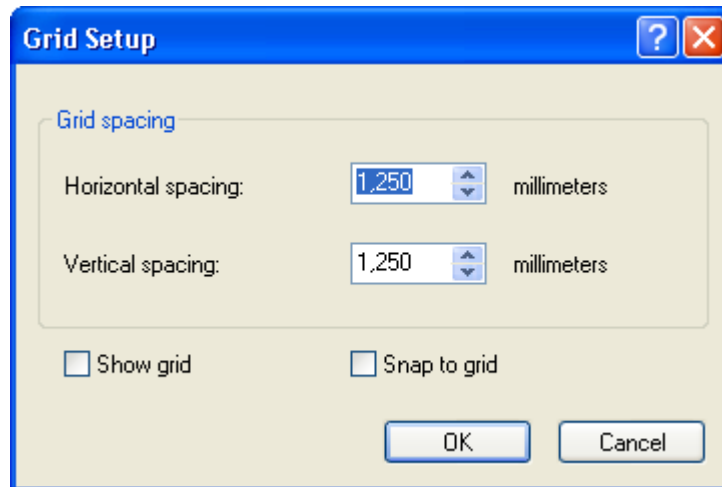 Grid Setup
Grid spacing
Horizontal spacing: 1,250 millimeters
Vertical spacing: 1,250 millimeters
Show grid Snap to grid
OK Cancel